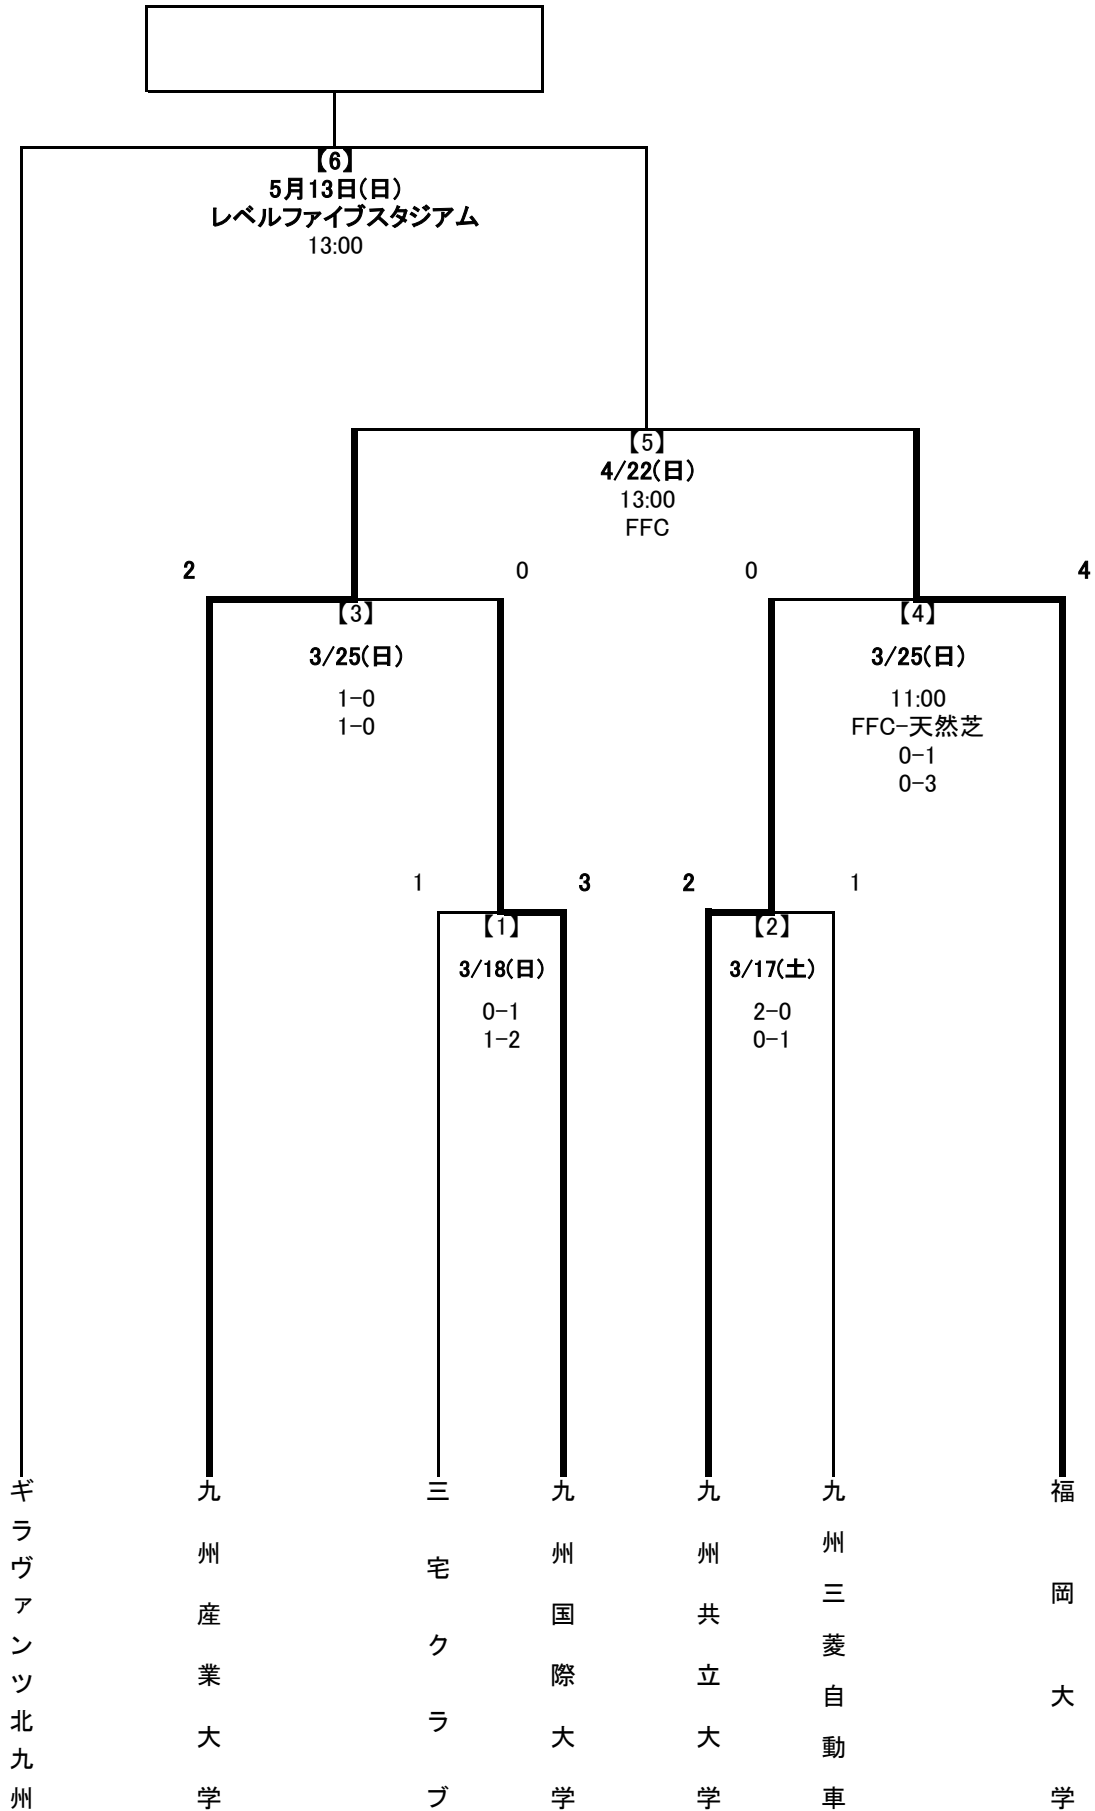 【6】
5月13日(日)
レベルファイブスタジアム
13:00
【5】
4/22(日)
13:00
FFC
2
0
0
4
【3】
3/25(日)
1-0
1-0
【4】
3/25(日)
11:00
FFC-天然芝
0-1
0-3
1
3
2
1
【1】
3/18(日)
0-1
1-2
【2】
3/17(土)
2-0
0-1
ギラヴァンツ北九州
九州産業大学
三宅クラブ
九州国際大学
九州共立大学
九州三菱自動車
福岡大学